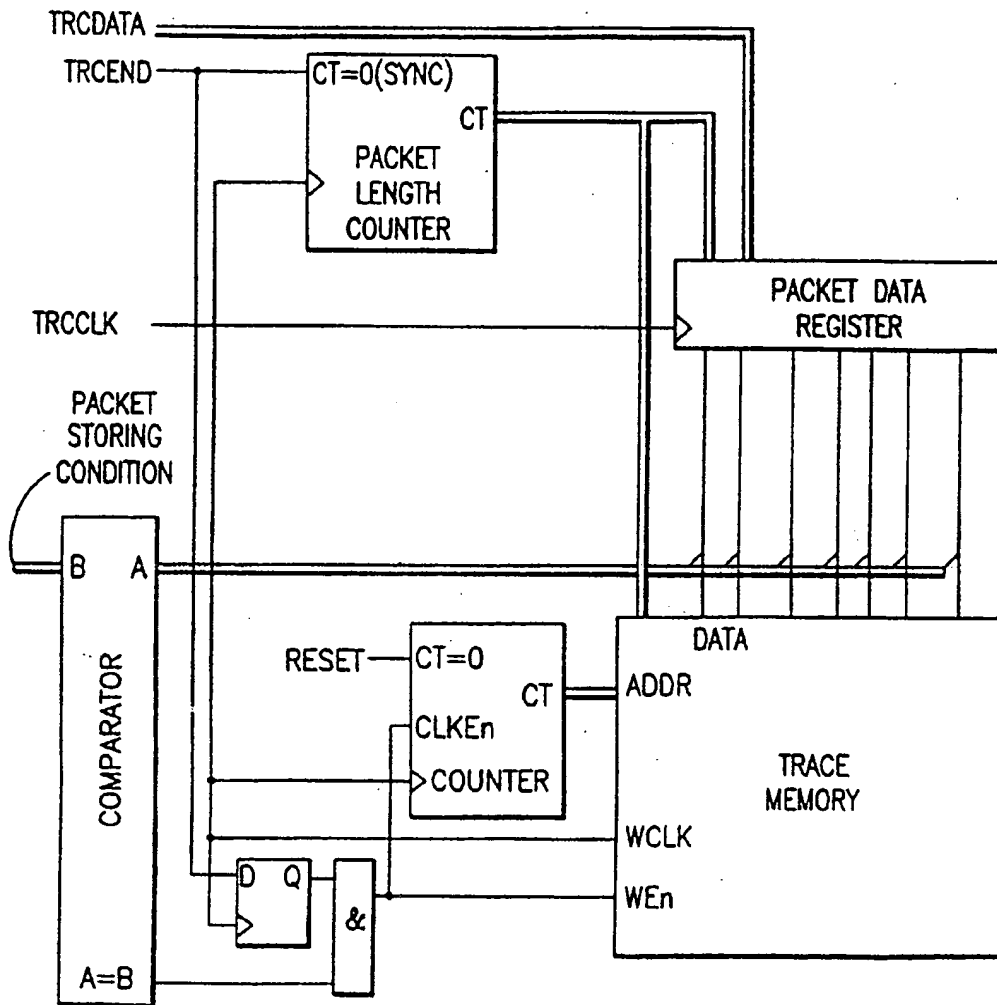 TRCDATA
TRCEND
CT=0(SYNC)
CT
PACKET
LENGTH
COUNTER
PACKET DATA
REGISTER
TRCCLK
PACKET
STORING
CONDITION
B A
COMPARATOR
A=B
RESET
CT=0
CT
CLKEn
COUNTER
D Q
&
DATA
ADDR
TRACE
MEMORY
WCLK
WEn